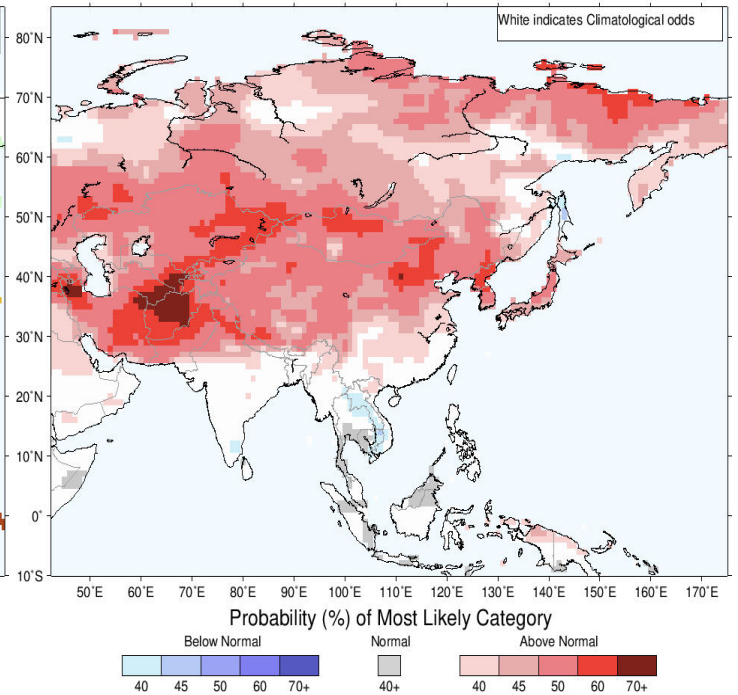 White indicates Climatological odds
80˚N
70˚N
60˚N
50˚N
40˚N
30˚N
20˚N
10˚N
0˚
10˚S
50˚E 60˚E 70˚E 80˚E 90˚E 100˚E 110˚E 120˚E 130˚E 140˚E 150˚E 160˚E 170˚E
Probability (%) of Most Likely Category
Below Normal Normal Above Normal
40 45 50 60 70+ 40+ 40 45 50 60 70+